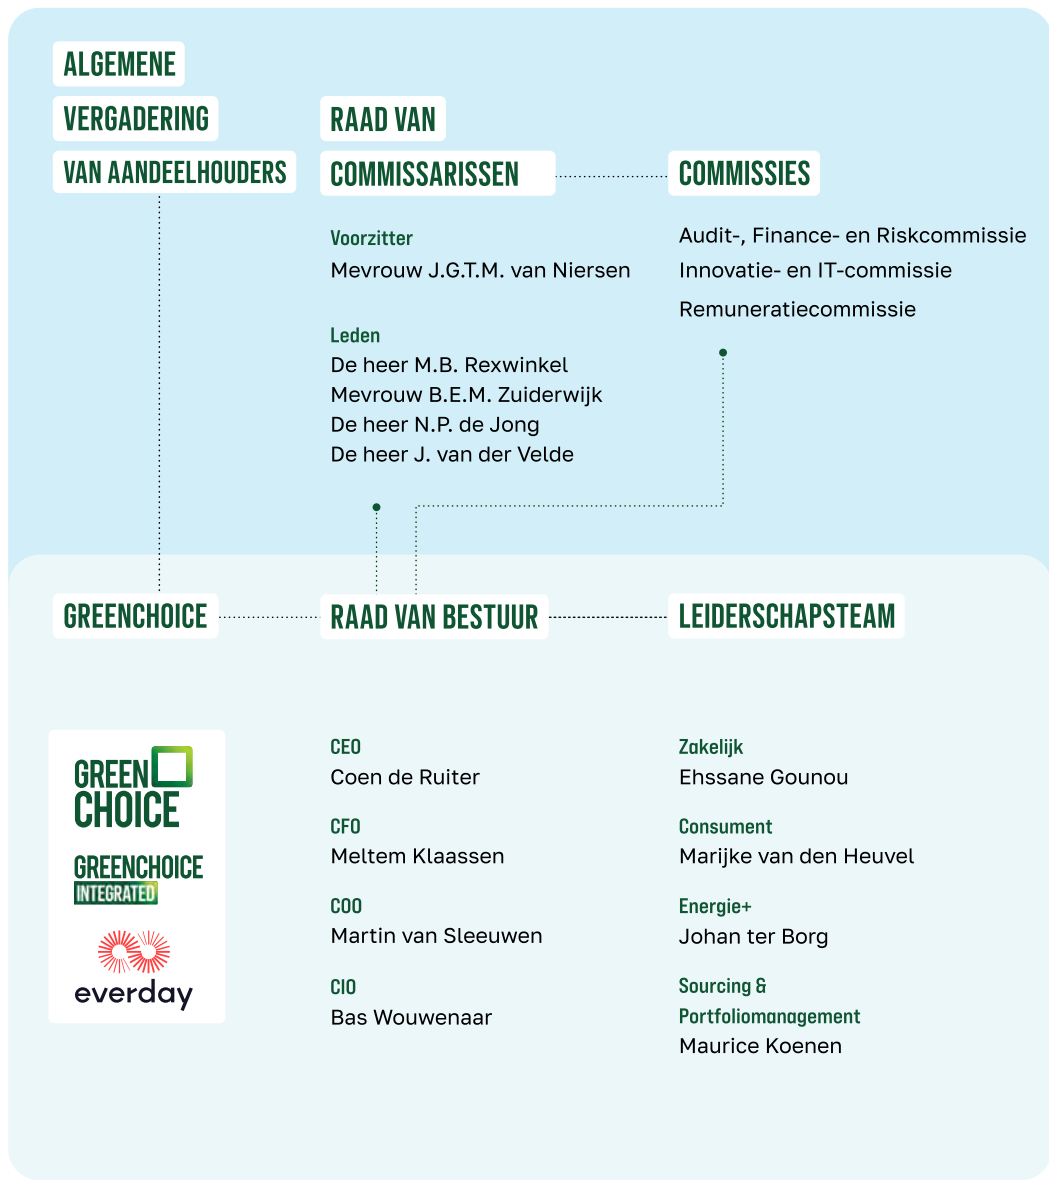 ALGEMENE
VERGADERING
VAN AANDEELHOUDERS
RAAD VAN
COMMISSARISSEN
Voorzitter
Mevrouw J.G.T.M. van Niersen
Leden
De heer M.B. Rexwinkel
Mevrouw B.E.M. Zuiderwijk
De heer N.P. de Jong
De heer J. van der Velde
COMMISSIES
Audit-, Finance- en Riskcommissie
Innovatie- en IT-commissie
Remuneratiecommissie
GREENCHOICE
GREEN
CHOICE
GREENCHOICE
INTEGRATED
everday
RAAD VAN BESTUUR
CEO
Coen de Ruiter
CFO
Meltem Klaassen
COO
Martin van Sleeuwen
CIO
Bas Wouwenaar
LEIDERSCHAPSTEAM
Zakelijk
Ehssane Gounou
Consument
Marijke van den Heuvel
Energie+
Johan ter Borg
Sourcing &
Portfoliomanagement
Maurice Koenen